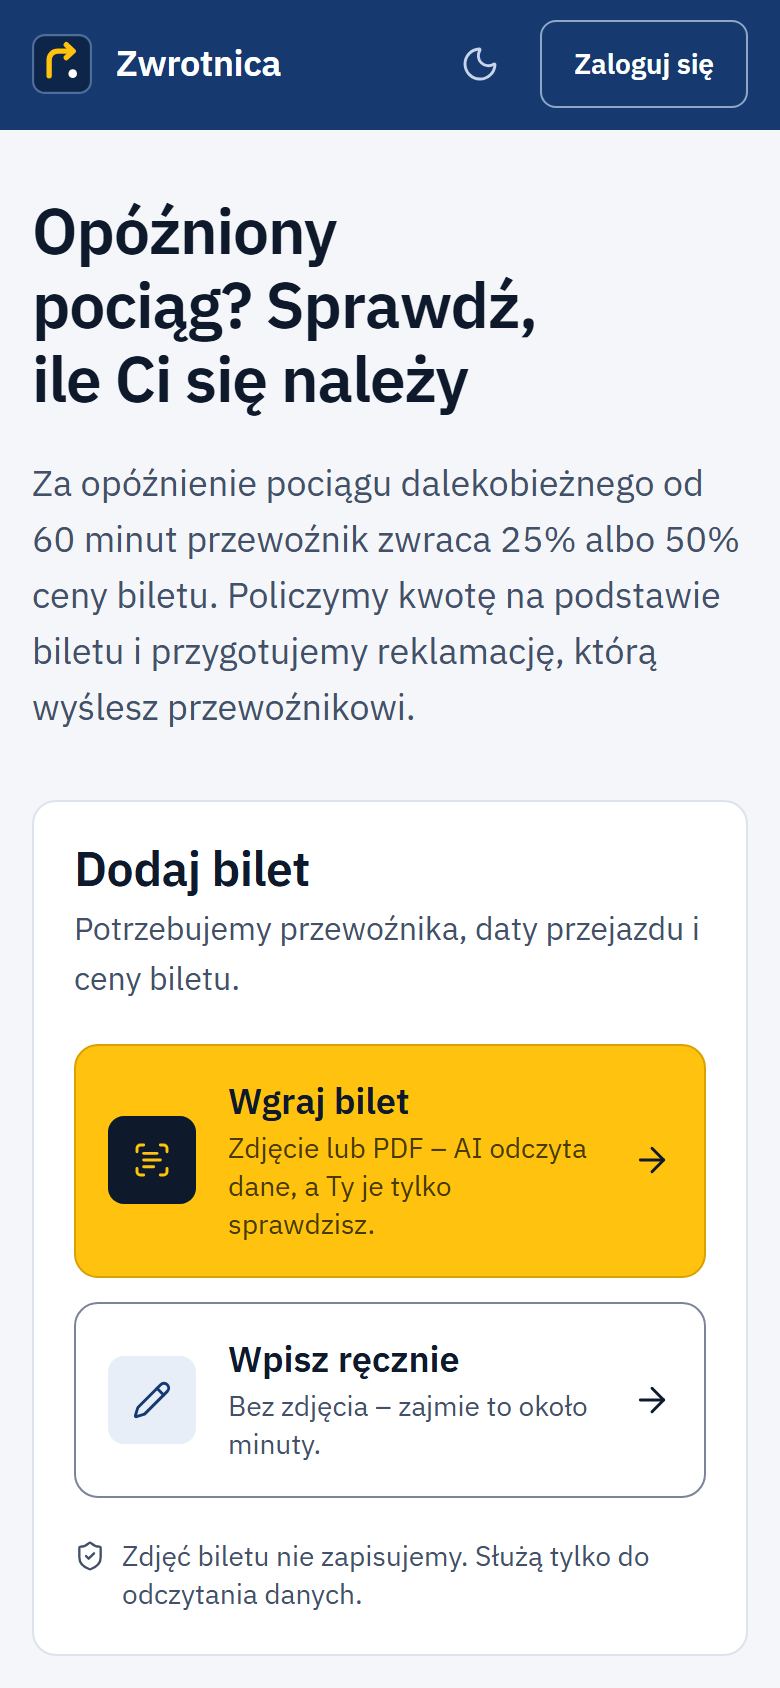 Zwrotnica
Zaloguj się
Opóźniony
pociąg? Sprawdź,
ile Ci się należy
Za opóźnienie pociągu dalekobieżnego od
60 minut przewoźnik zwraca 25% albo 50%
ceny biletu. Policzymy kwotę na podstawie
biletu i przygotujemy reklamację, którą
wyślesz przewoźnikowi.
Dodaj bilet
Potrzebujemy przewoźnika, daty przejazdu i
ceny biletu.
Wgraj bilet
Zdjęcie lub PDF – AI odczyta
dane, a Ty je tylko
sprawdzisz.
Wpisz ręcznie
Bez zdjęcia – zajmie to około
minuty.
Zdjęć biletu nie zapisujemy. Służą tylko do
odczytania danych.